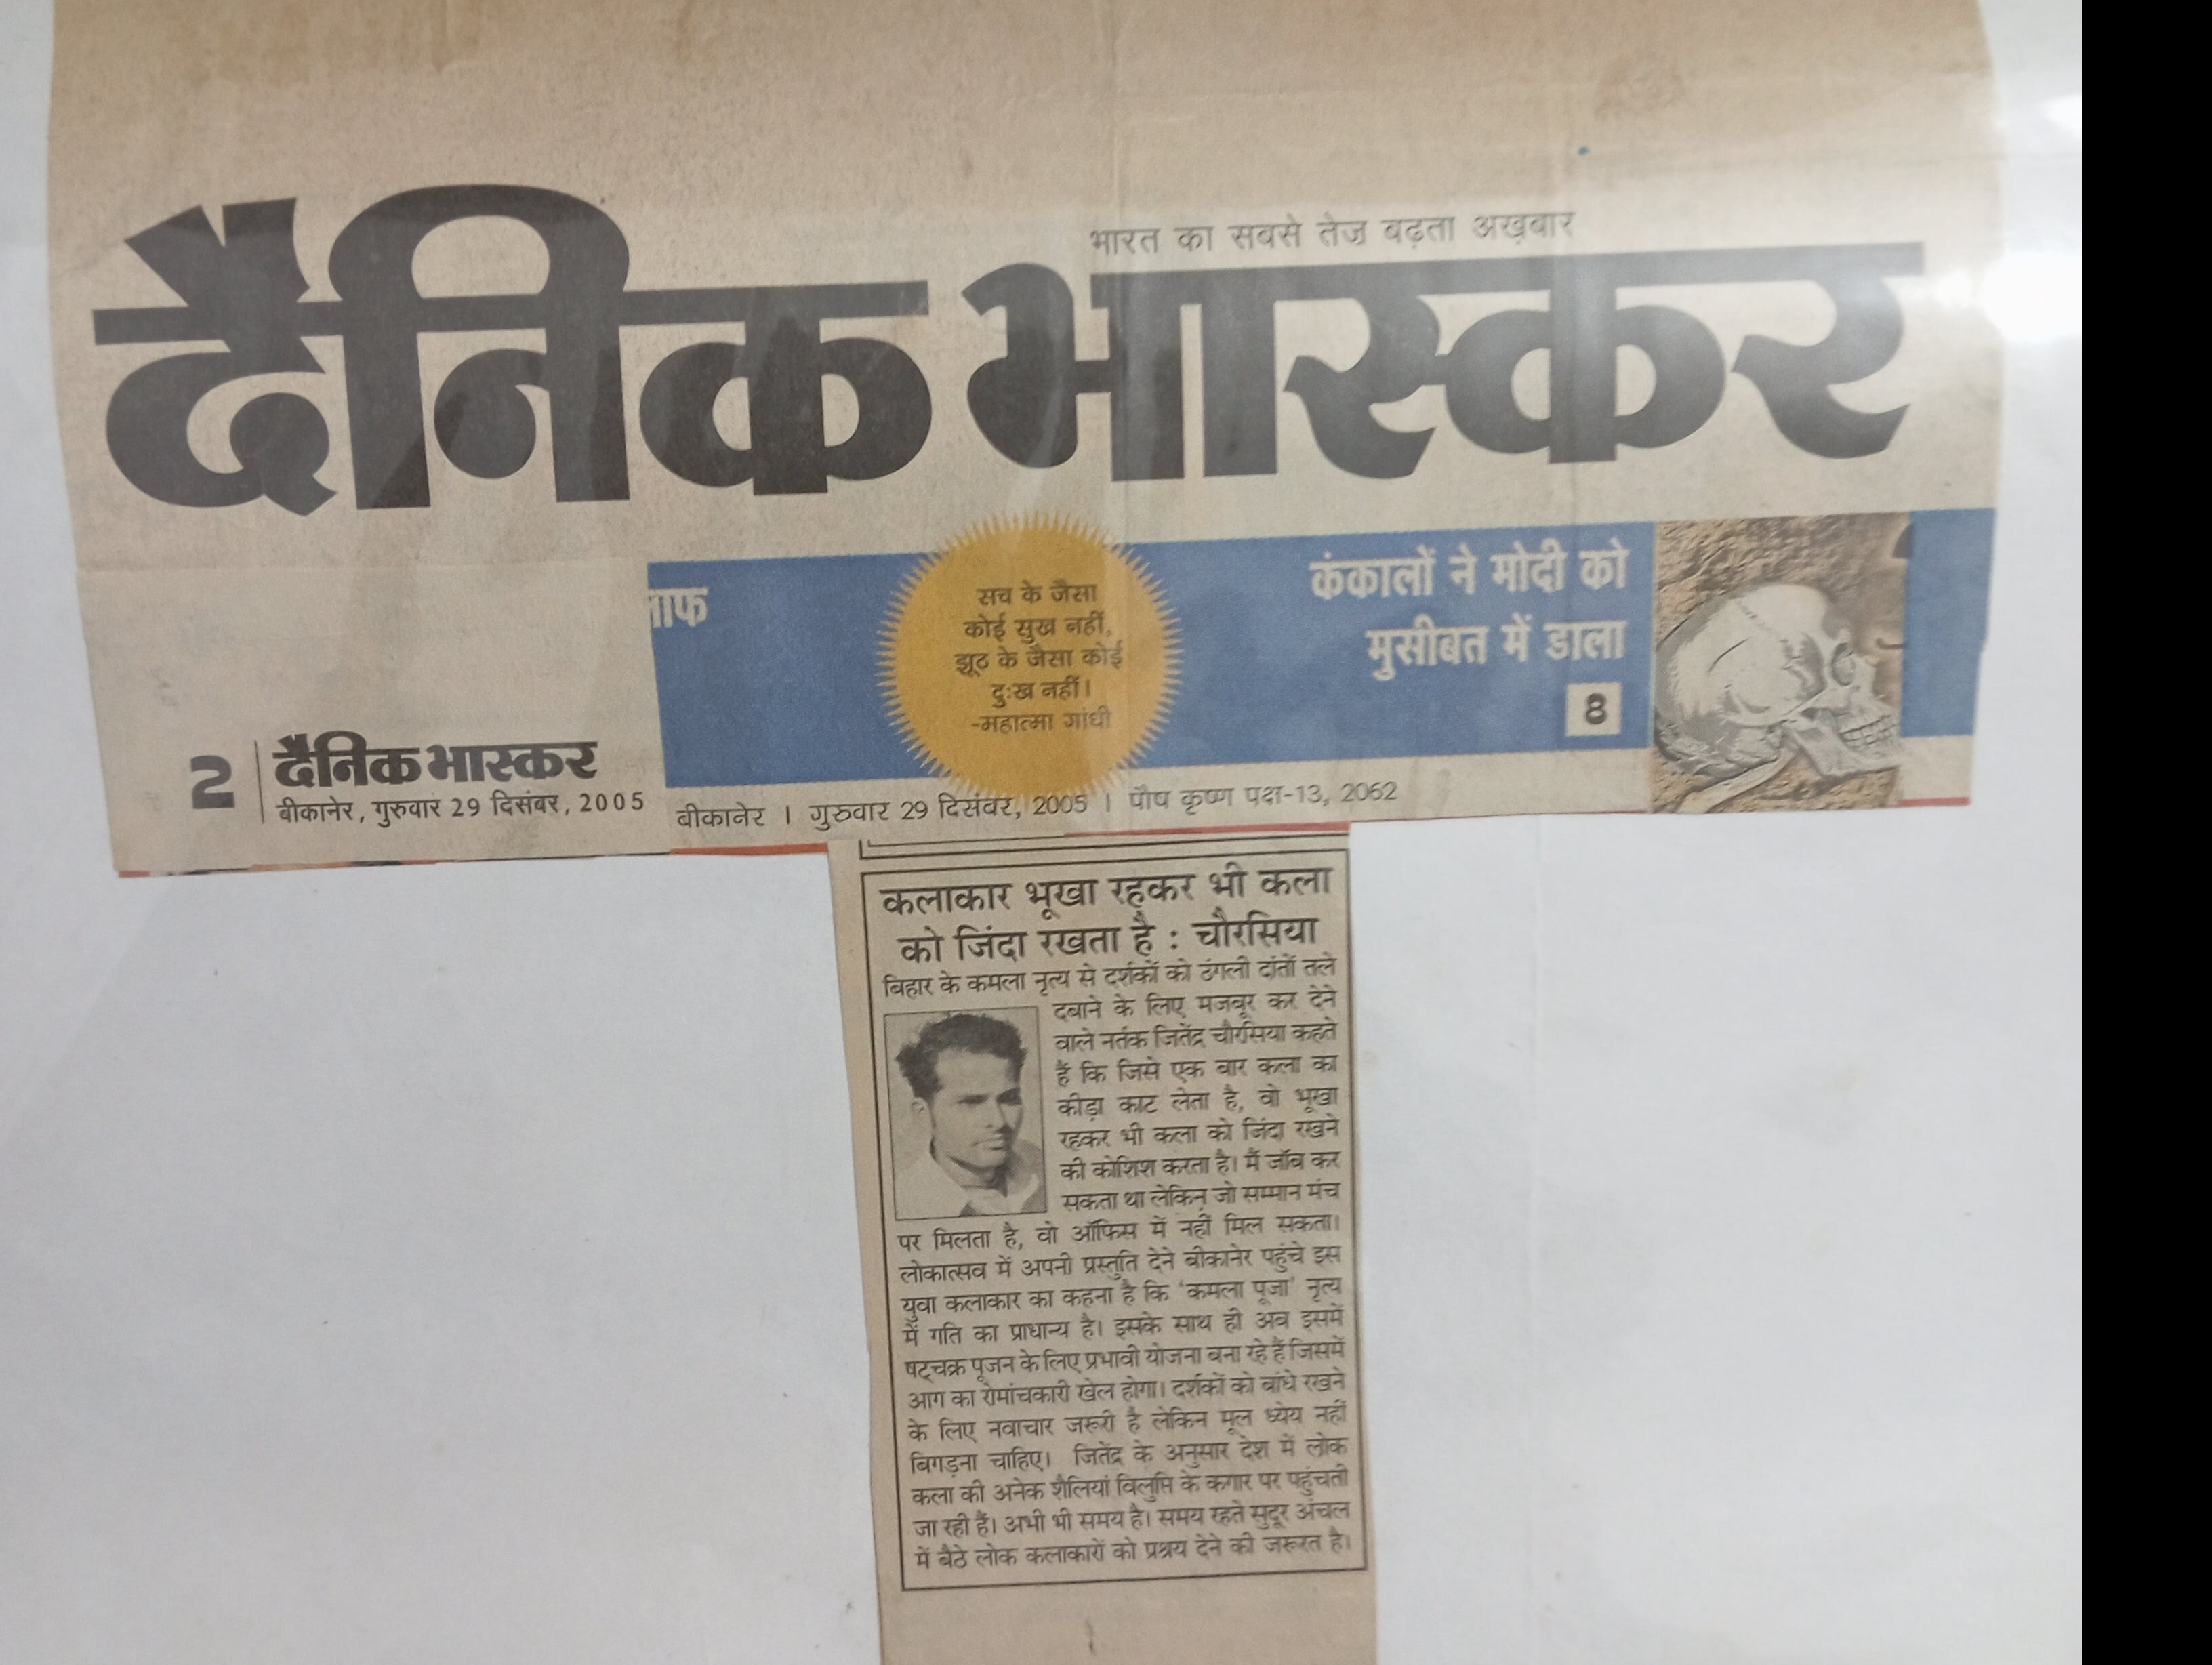 भारत का सबसे तेज बढ़ता अख़बार
दैनिक भास्कर
ाफ
सच के जैसा
कोई सुख नहीं,
झूठ के जैसा कोई
दुःख नहीं।
-महात्मा गांधी
कंकालों ने मोदी को
मुसीबत में डाला
8
2 दैनिक भास्कर
बीकानेर, गुरुवार 29 दिसंबर, 2005
बीकानेर । गुरुवार 29 दिसंबर, 2005 । पौष कृष्ण पक्ष-13, 2062
कलाकार भूखा रहकर भी कला
को जिंदा रखता है : चौरसिया
बिहार के कमला नृत्य से दर्शकों को उंगली दांतों तले
दबाने के लिए मजबूर कर देने
वाले नर्तक जितेंद्र चौरसिया कहते
हैं कि जिसे एक बार कला का
कीड़ा काट लेता है, वो भूखा
रहकर भी कला को जिंदा रखने
की कोशिश करता है। मैं जॉब कर
सकता था लेकिन जो सम्मान मंच
पर मिलता है, वो ऑफिस में नहीं मिल सकता।
लोकात्सव में अपनी प्रस्तुति देने बीकानेर पहुंचे इस
युवा कलाकार का कहना है कि 'कमला पूजा' नृत्य
में गति का प्राधान्य है। इसके साथ ही अब इसमें
षट्चक्र पूजन के लिए प्रभावी योजना बना रहे हैं जिसमें
आग का रोमांचकारी खेल होगा। दर्शकों को बांधे रखने
के लिए नवाचार जरूरी है लेकिन मूल ध्येय नहीं
बिगड़ना चाहिए। जितेंद्र के अनुसार देश में लोक
कला की अनेक शैलियां विलुप्ति के कगार पर पहुंचती
जा रही हैं। अभी भी समय है। समय रहते सुदूर अंचल
में बैठे लोक कलाकारों को प्रश्रय देने की जरूरत है।